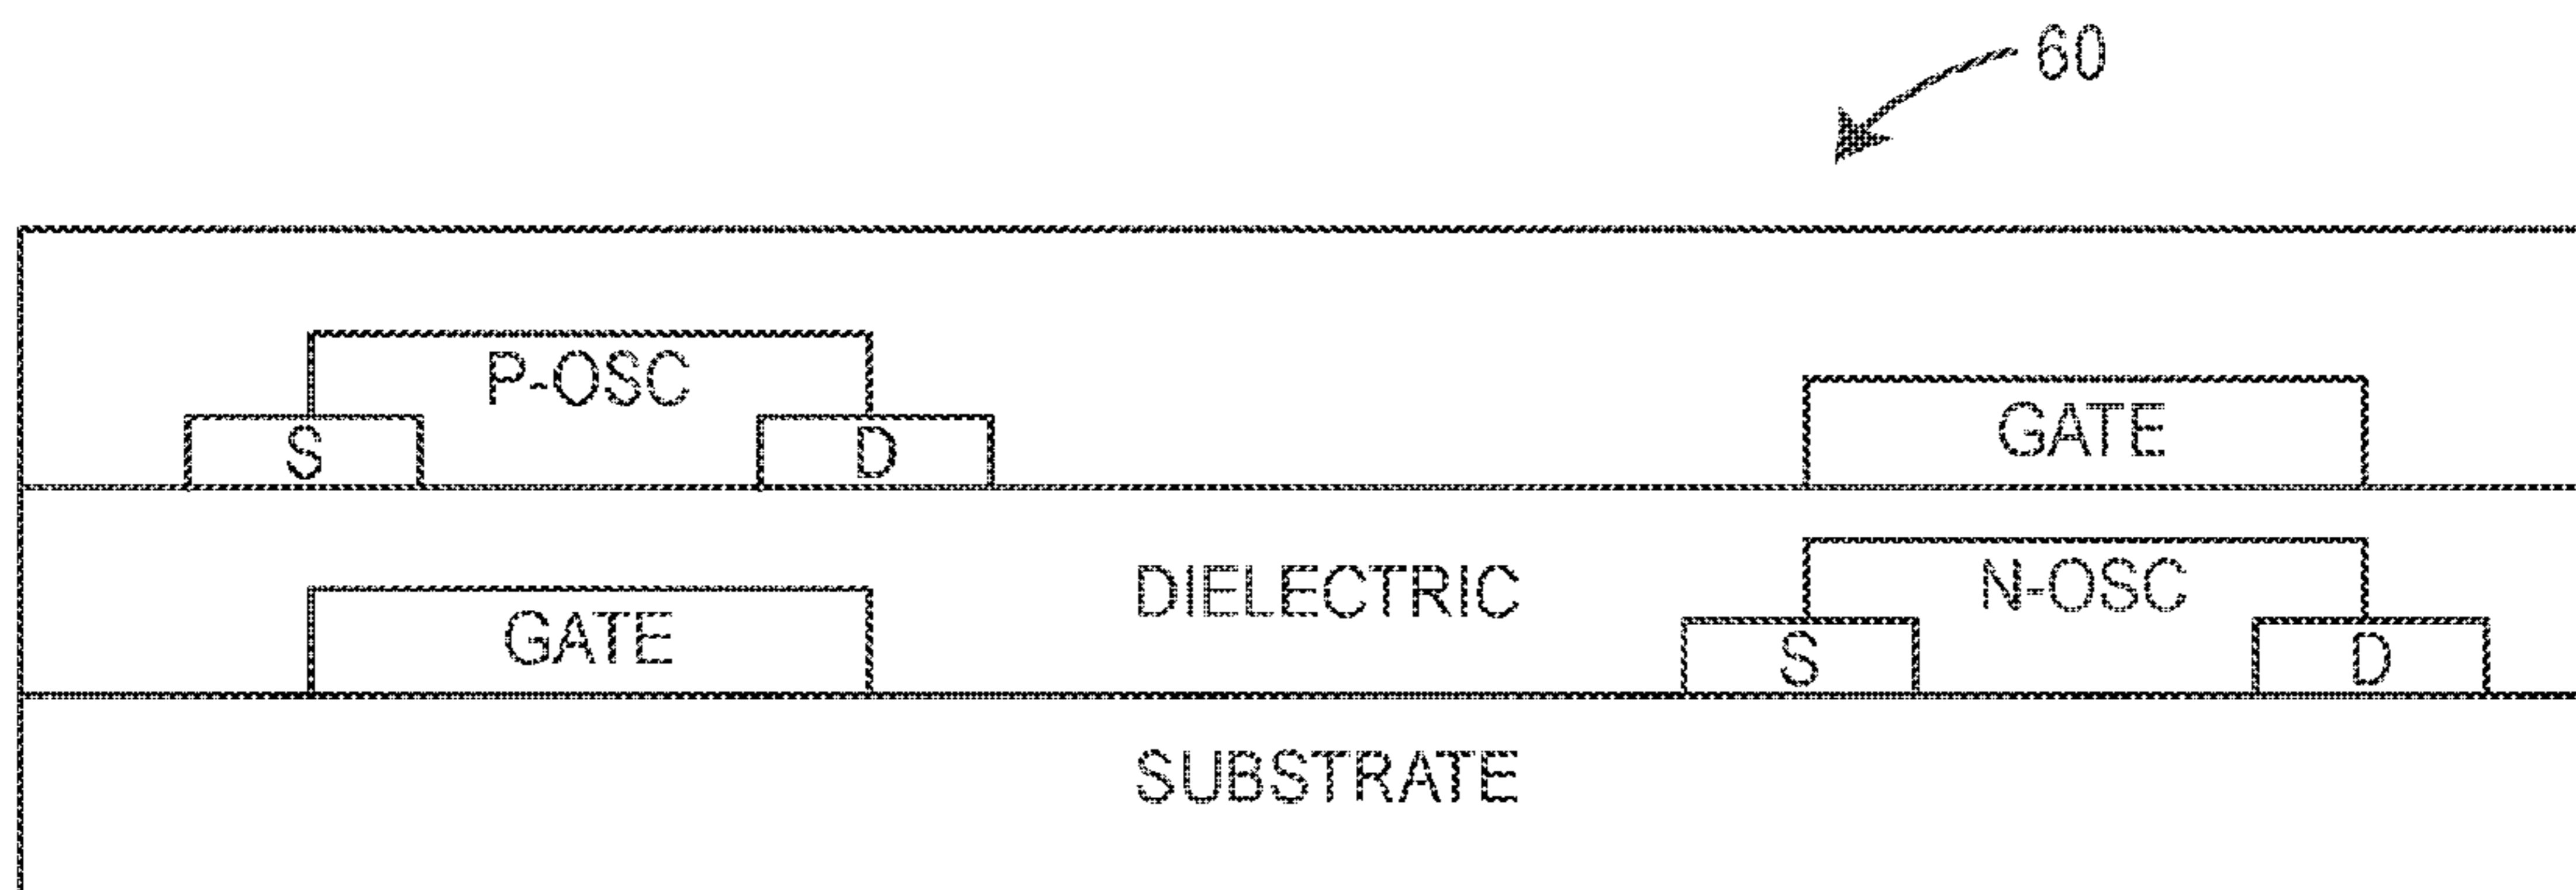 60
P-OSC
S D GATE
DIELECTRIC N-OSC
GATE S D
SUBSTRATE